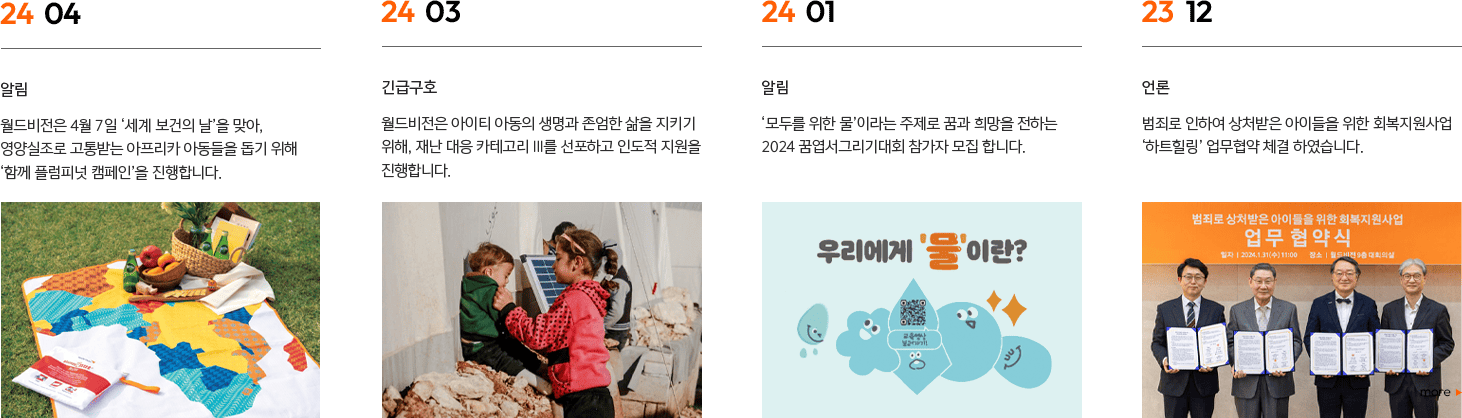 24 04
알림
월드비전은 4월 7일 ‘세계 보건의 날’을 맞아,
영양실조로 고통받는 아프리카 아동들을 돕기 위해
‘함께 플럼피넛 캠페인’을 진행합니다.
24 03
긴급구호
월드비전은 아이티 아동의 생명과 존엄한 삶을 지키기
위해, 재난 대응 카테고리 III를 선포하고 인도적 지원을
진행합니다.
24 01
알림
‘모두를 위한 물’이라는 주제로 꿈과 희망을 전하는
2024 꿈엽서그리기대회 참가자 모집 합니다.
우리에게 '물'이란?
23 12
언론
범죄로 인하여 상처받은 아이들을 위한 회복지원사업
‘하트힐링’ 업무협약 체결 하였습니다.
범죄로 상처받은 아이들을 위한 회복지원사업
업무 협약식
일자 | 2024.1.31(수) 11:00 장소 | 월드비전 9층 대회의실
more